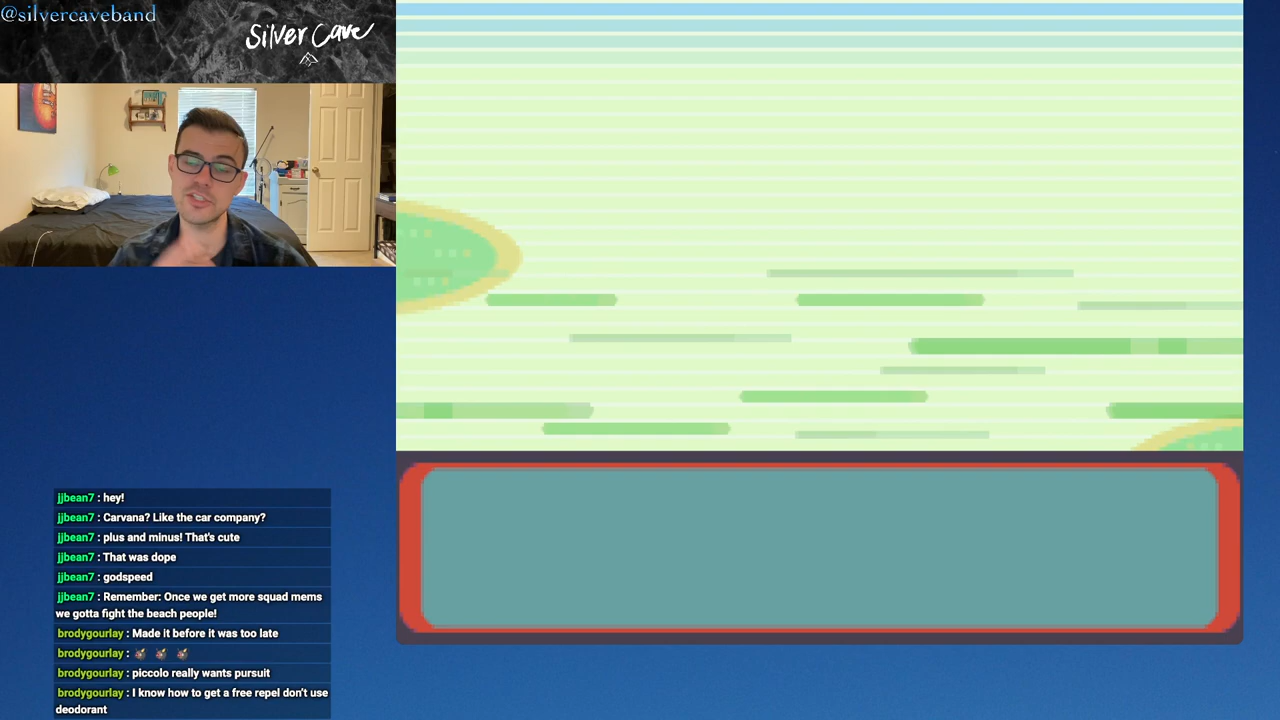 @silvercaveband
Silver Cave
jjbean7 : hey!
jjbean7 : Carvana? Like the car company?
jjbean7 : plus and minus! That's cute
jjbean7 : That was dope
jjbean7 : godspeed
jjbean7 : Remember: Once we get more squad mems
we gotta fight the beach people!
brodygourlay : Made it before it was too late
brodygourlay :
brodygourlay : piccolo really wants pursuit
brodygourlay : I know how to get a free repel don't use
deodorant